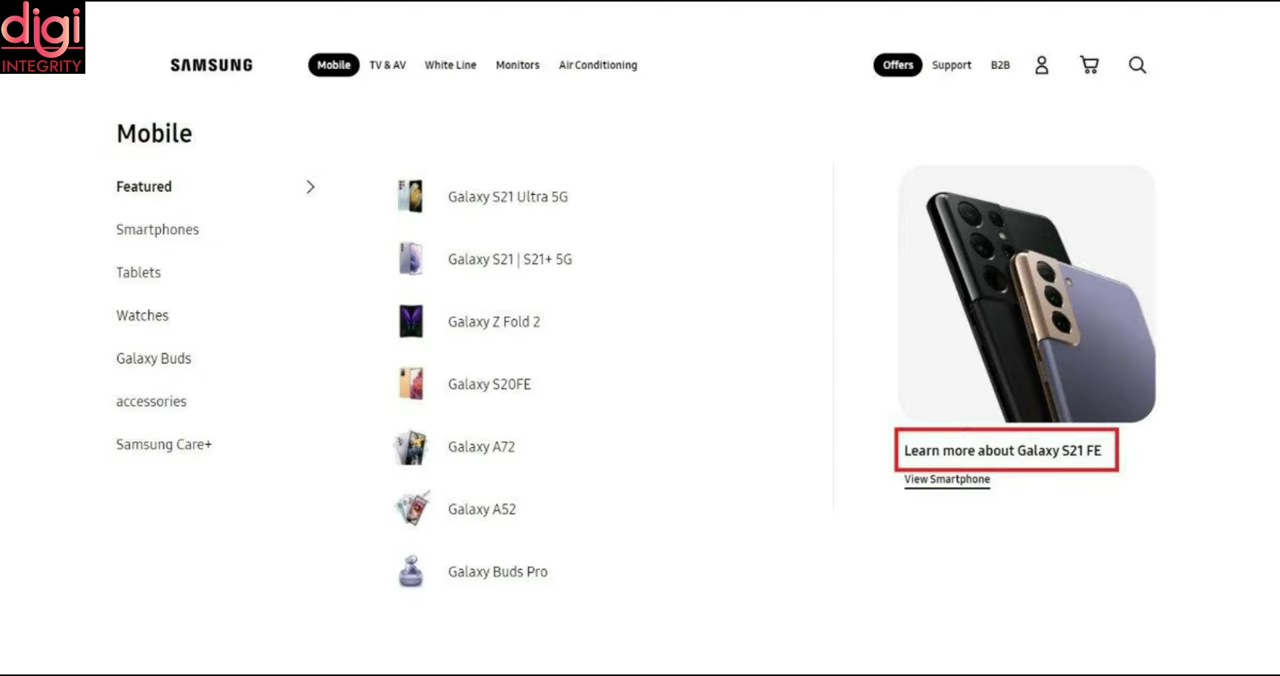 digi
INTEGRITY
SAMSUNG Mobile TV & AV White Line Monitors Air Conditioning Offers Support B2B
Mobile
Featured
Smartphones
Tablets
Watches
Galaxy Buds
accessories
Samsung Care+
Galaxy S21 Ultra 5G
Galaxy S21 | S21+ 5G
Galaxy Z Fold 2
Galaxy S20FE
Galaxy A72
Galaxy A52
Galaxy Buds Pro
Learn more about Galaxy S21 FE
View Smartphone